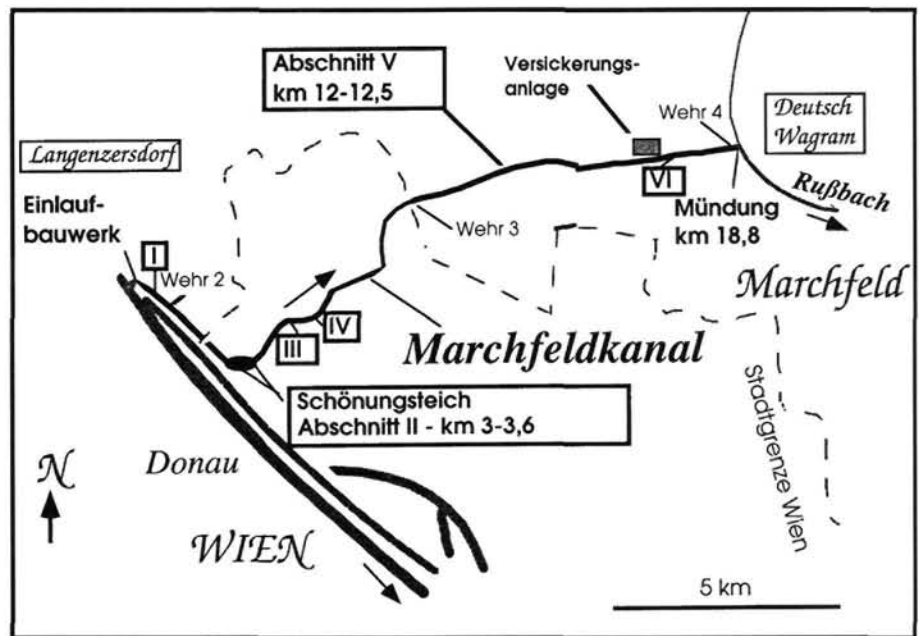 Abschnitt V
km 12-12,5
Versickerungs-
anlage
Wehr 4
Deutsch
Wagram
Langenzersdorf
Einlauf-
bauwerk
I
Wehr 2
VI
Mündung
km 18,8
Rußbach
Wehr 3
Marchfeld
IV
III
Marchfeldkanal
Schönungsteich
Abschnitt II - km 3-3,6
Stadtgrenze Wien
N
Donau
WIEN
5 km